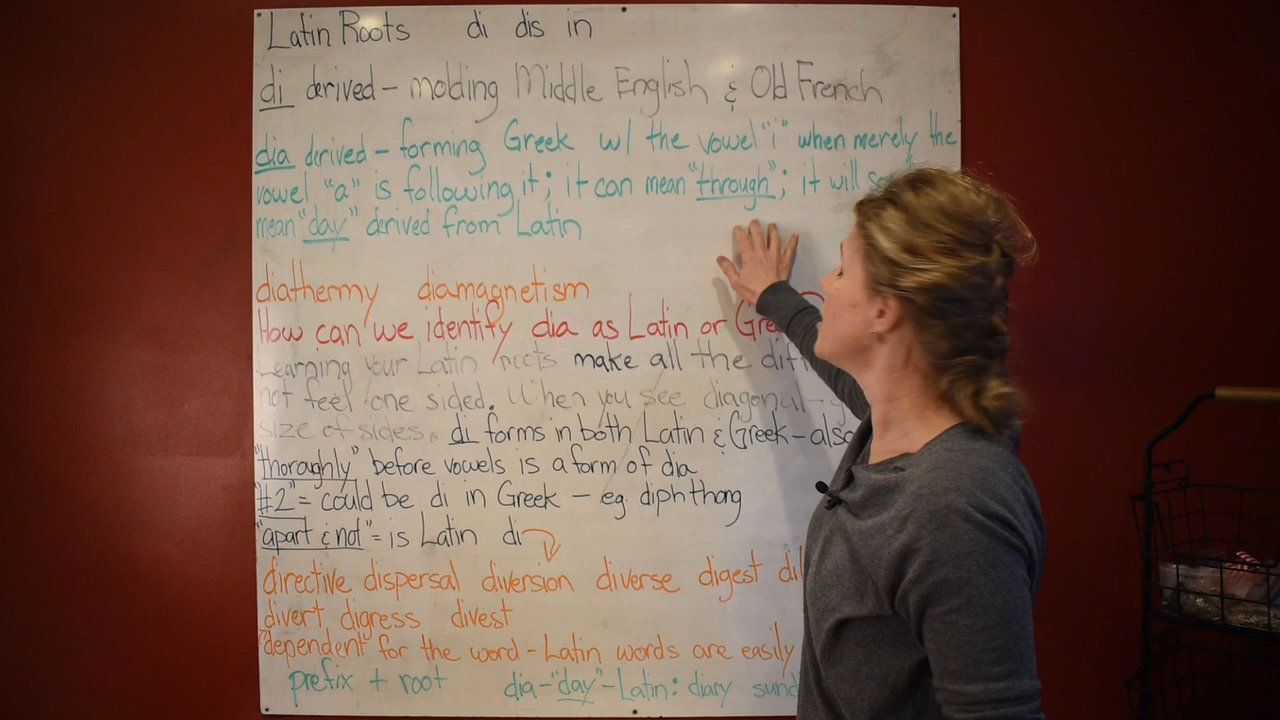 Latin Roots di dis in
di derived - molding Middle English & Old French
dia derived - forming Greek w/ the vowel "i" when merely the
vowel "a" is following it; it can mean "through"; it will
mean "day" derived from Latin
diathermy diamagnetism
How can we identify dia as Latin or
Learning your Latin roots make all the
not feel one sided. When you see diagonal -
size of sides. di forms in both Latin & Greek - also
"thoroughly" before vowels is a form of dia
"#2" = could be di in Greek - eg. diphthong
"apart & not" = is Latin di
directive dispersal diversion diverse digest
divert digress divest
dependent for the word - Latin words are easily
prefix + root dia - "day" - Latin: diary